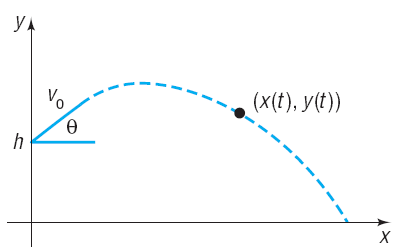 y
v₀
θ
(x(t), y(t))
h
x